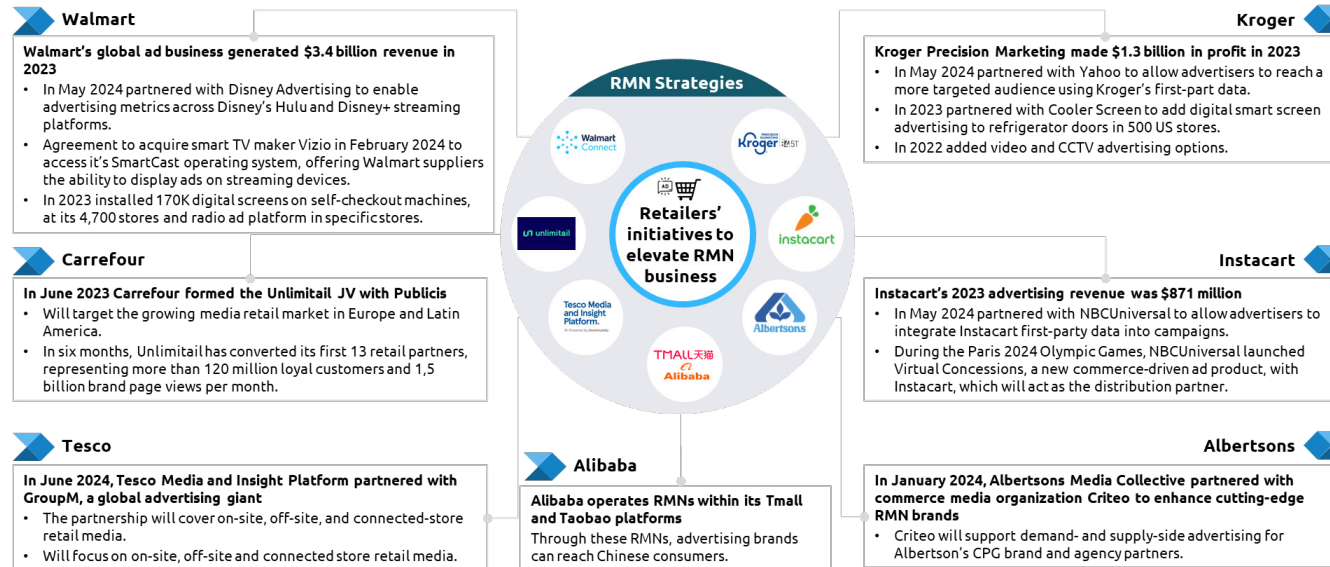 Walmart
Walmart's global ad business generated $3.4 billion revenue in
2023
• In May 2024 partnered with Disney Advertising to enable
advertising metrics across Disney's Hulu and Disney+ streaming
platforms.
• Agreement to acquire smart TV maker Vizio in February 2024 to
access it's SmartCast operating system, offering Walmart suppliers
the ability to display ads on streaming devices.
• In 2023 installed 170K digital screens on self-checkout machines,
at its 4,700 stores and radio ad platform in specific stores.
Carrefour
In June 2023 Carrefour formed the Unlimitail JV with Publicis
• Will target the growing media retail market in Europe and Latin
America.
• In six months, Unlimitail has converted its first 13 retail partners,
representing more than 120 million loyal customers and 1,5
billion brand page views per month.
Tesco
In June 2024, Tesco Media and Insight Platform partnered with
GroupM, a global advertising giant
• The partnership will cover on-site, off-site, and connected-store
retail media.
• Will focus on on-site, off-site and connected store retail media.
RMN Strategies
Walmart
Connect
Kroger
PRECISION
MARKETING
84.51°
unlimitail
instacart
Tesco Media
and Insight
Platform.
Albertsons
TMALL天猫
Alibaba
AD
Retailers'
initiatives to
elevate RMN
business
Alibaba
Alibaba operates RMNs within its Tmall
and Taobao platforms
Through these RMNs, advertising brands
can reach Chinese consumers.
Kroger
Kroger Precision Marketing made $1.3 billion in profit in 2023
• In May 2024 partnered with Yahoo to allow advertisers to reach a
more targeted audience using Kroger's first-part data.
• In 2023 partnered with Cooler Screen to add digital smart screen
advertising to refrigerator doors in 500 US stores.
• In 2022 added video and CCTV advertising options.
Instacart
Instacart's 2023 advertising revenue was $871 million
• In May 2024 partnered with NBCUniversal to allow advertisers to
integrate Instacart first-party data into campaigns.
• During the Paris 2024 Olympic Games, NBCUniversal launched
Virtual Concessions, a new commerce-driven ad product, with
Instacart, which will act as the distribution partner.
Albertsons
In January 2024, Albertsons Media Collective partnered with
commerce media organization Criteo to enhance cutting-edge
RMN brands
• Criteo will support demand- and supply-side advertising for
Albertson's CPG brand and agency partners.